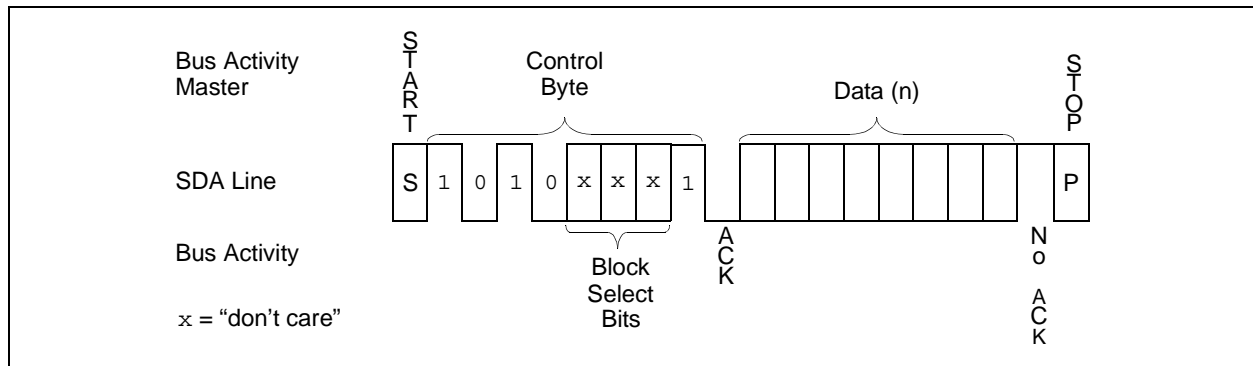 Bus Activity
Master
START
Control
Byte
Data (n)
STOP
SDA Line
S 1 0 1 0 x x x 1 P
Bus Activity
ACK
No ACK
Block
Select
Bits
x = “don’t care”